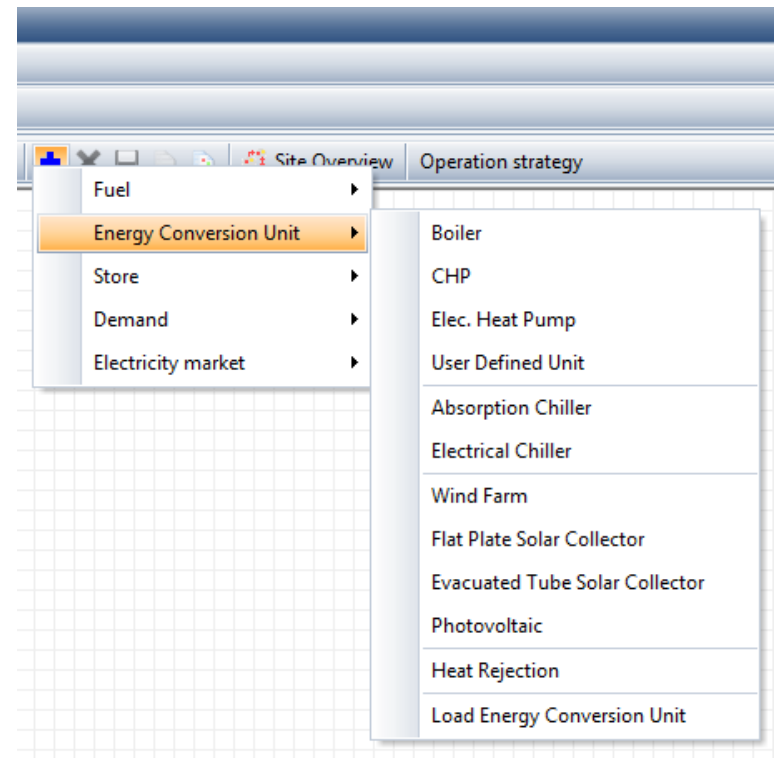 Site Overview
Operation strategy
Fuel
Energy Conversion Unit
Store
Demand
Electricity market
Boiler
CHP
Elec. Heat Pump
User Defined Unit
Absorption Chiller
Electrical Chiller
Wind Farm
Flat Plate Solar Collector
Evacuated Tube Solar Collector
Photovoltaic
Heat Rejection
Load Energy Conversion Unit